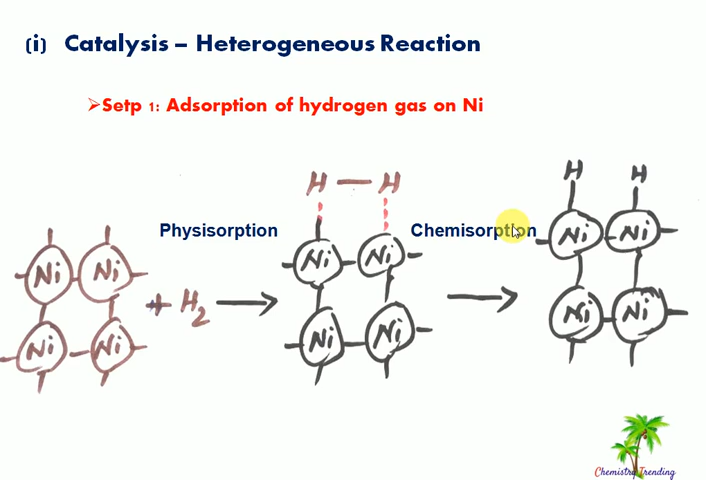 (i) Catalysis – Heterogeneous Reaction
➢Setp 1: Adsorption of hydrogen gas on Ni
H — H
H H
Physisorption
Chemisorption
Ni Ni
Ni Ni
Ni Ni
+ H2
Ni Ni
Ni Ni
Ni Ni
Chemistry Trending